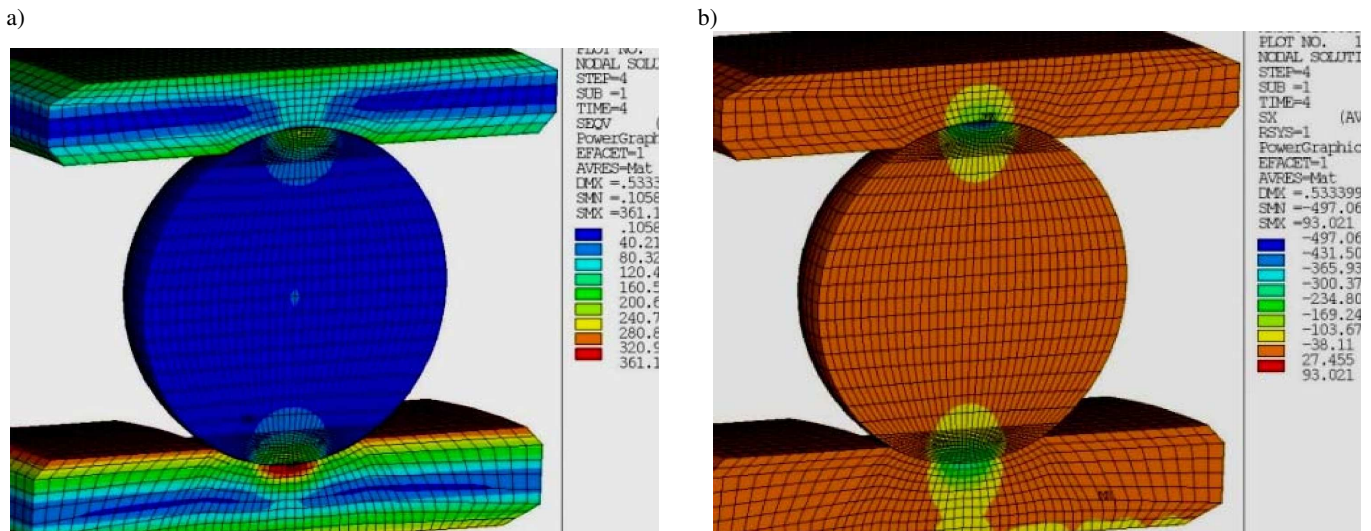 a)
b)
PLOT NO.
NODAL SOLU
STEP=4
SUB =1
TIME=4
SEQV (
PowerGraph
EFACET=1
AVRES=Mat
DMX =.5333
SMN =.1058
SMX =361.1
.1058
40.21
80.32
120.4
160.5
200.6
240.7
280.8
320.9
361.1
PLOT NO. 1
NODAL SOLUTI
STEP=4
SUB =1
TIME=4
SX (AV
RSYS=1
PowerGraphic
EFACET=1
AVRES=Mat
DMX =.533399
SMN =-497.06
SMX =93.021
-497.06
-431.50
-365.93
-300.37
-234.80
-169.24
-103.67
-38.11
27.455
93.021